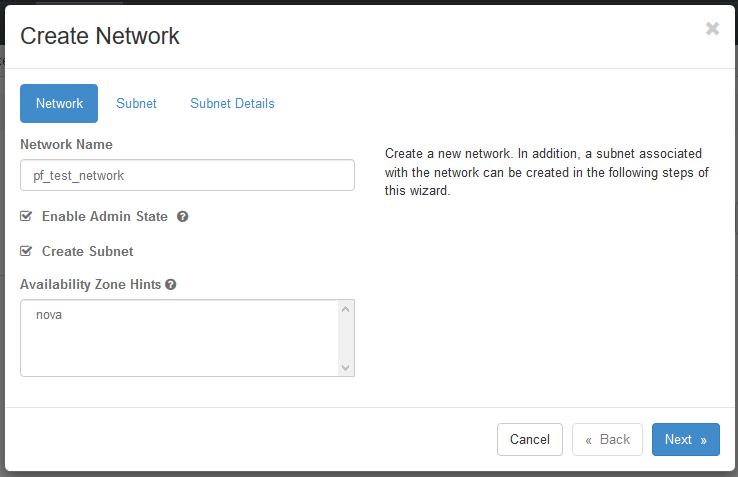 Create Network
Network
Subnet
Subnet Details
Network Name
pf_test_network
Create a new network. In addition, a subnet associated
with the network can be created in the following steps of
this wizard.
Enable Admin State
Create Subnet
Availability Zone Hints
nova
Cancel
« Back
Next »